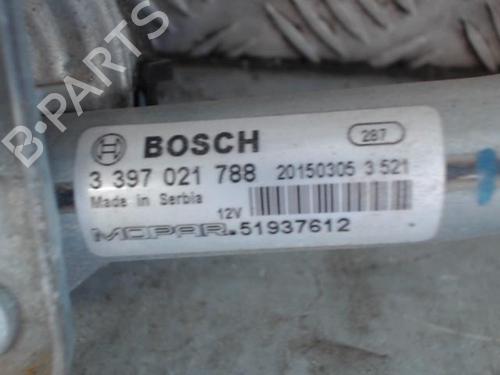 BOSCH 287
3 397 021 788 20150305 3 521
Made in Serbia
12V
MOPAR.51937612
B-PARTS